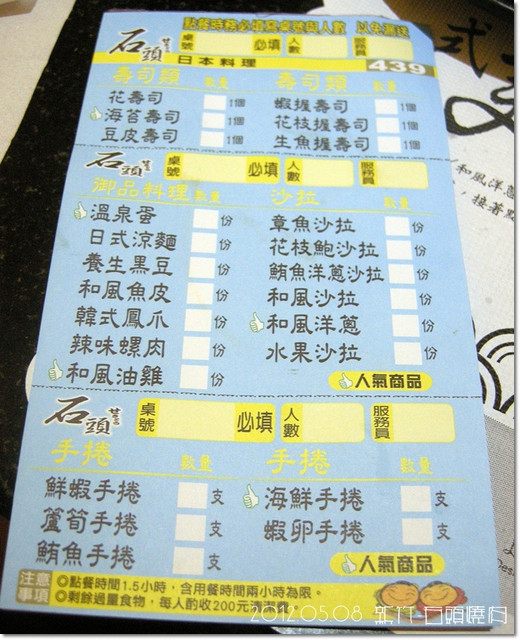 點餐時務必填寫桌號與人數 以免漏送
石頭 桌號 必填 人數 服務員
日本料理 439
壽司類 數量 壽司類 數量
花壽司 1個 蝦握壽司 1個
海苔壽司 1個 花枝握壽司 1個
豆皮壽司 1個 生魚握壽司 1個
石頭 桌號 必填 人數 服務員
御品料理 數量 沙拉 數量
溫泉蛋 份 章魚沙拉 份
日式涼麵 份 花枝鮑沙拉 份
養生黑豆 份 鮪魚洋蔥沙拉 份
和風魚皮 份 和風沙拉 份
韓式鳳爪 份 和風洋蔥 份
辣味螺肉 份 水果沙拉 份
和風油雞 份 人氣商品
石頭 桌號 必填 人數 服務員
手捲 數量 手捲 數量
鮮蝦手捲 支 海鮮手捲 支
蘆筍手捲 支 蝦卵手捲 支
鮪魚手捲 支 人氣商品
注意事項
◎點餐時間1.5小時，含用餐時間兩小時為限。
◎剩餘過量食物，每人酌收200元
式
和風洋蔥
接著
20120508 新竹 石頭燒肉